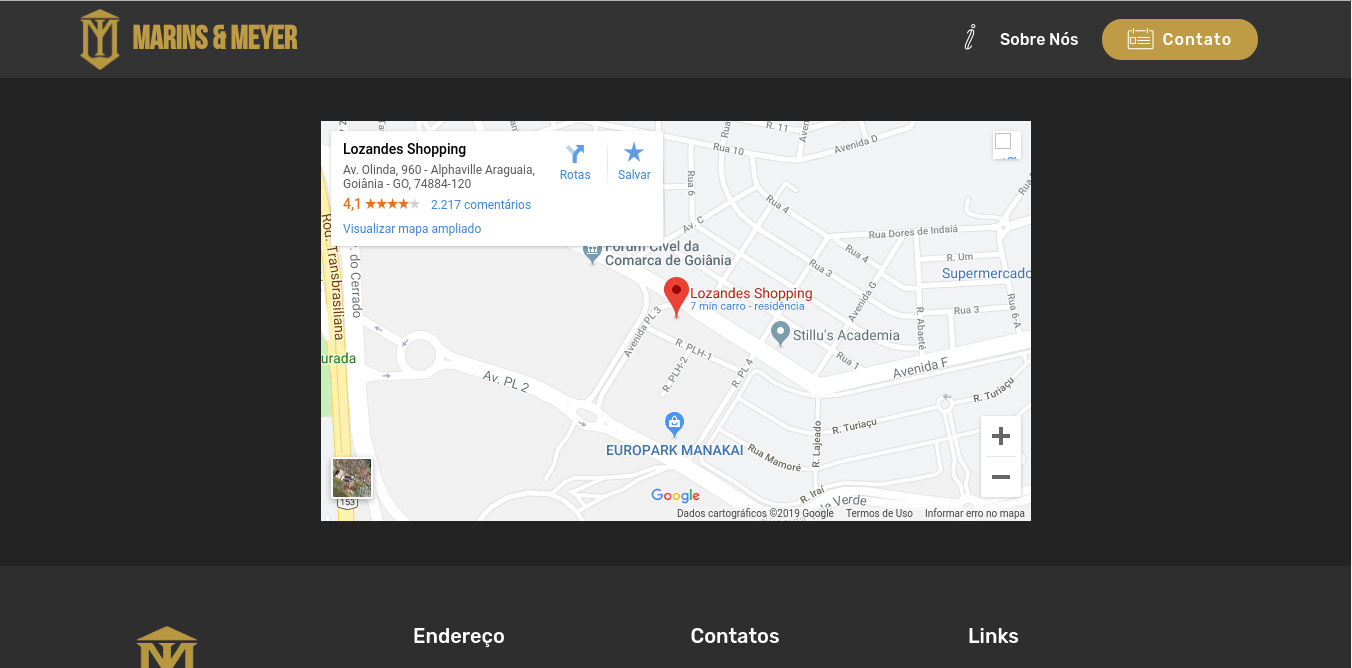 MARINS & MEYER
Sobre Nós
Contato
Lozandes Shopping
Av. Olinda, 960 - Alphaville Araguaia,
Goiânia - GO, 74884-120
4,1
2.217 comentários
Visualizar mapa ampliado
Rotas
Salvar
R. 11
Rua 10
Avenida D
Rua 6
Rua 4
Av. C
Rua Dores de Indaiá
Rod. Transbrasiliana
do Cerrado
Fórum Cível da
Comarca de Goiânia
Rua 3
Rua 4
R. Um
Supermercado
Lozandes Shopping
7 min carro - residência
Avenida G
Rua 3
Rua 6-A
R. Abaeté
Avenida PL 3
Stillu's Academia
R. PLH-1
Rua 1
urada
R. PLH-2
R. PL 4
Avenida F
Av. PL 2
R. Turiaçu
R. Turiaçu
R. Lajeado
EUROPARK MANAKAI
Rua Mamoré
R. Iraí
Verde
153
Google
Dados cartográficos ©2019 Google
Termos de Uso
Informar erro no mapa
Endereço
Contatos
Links